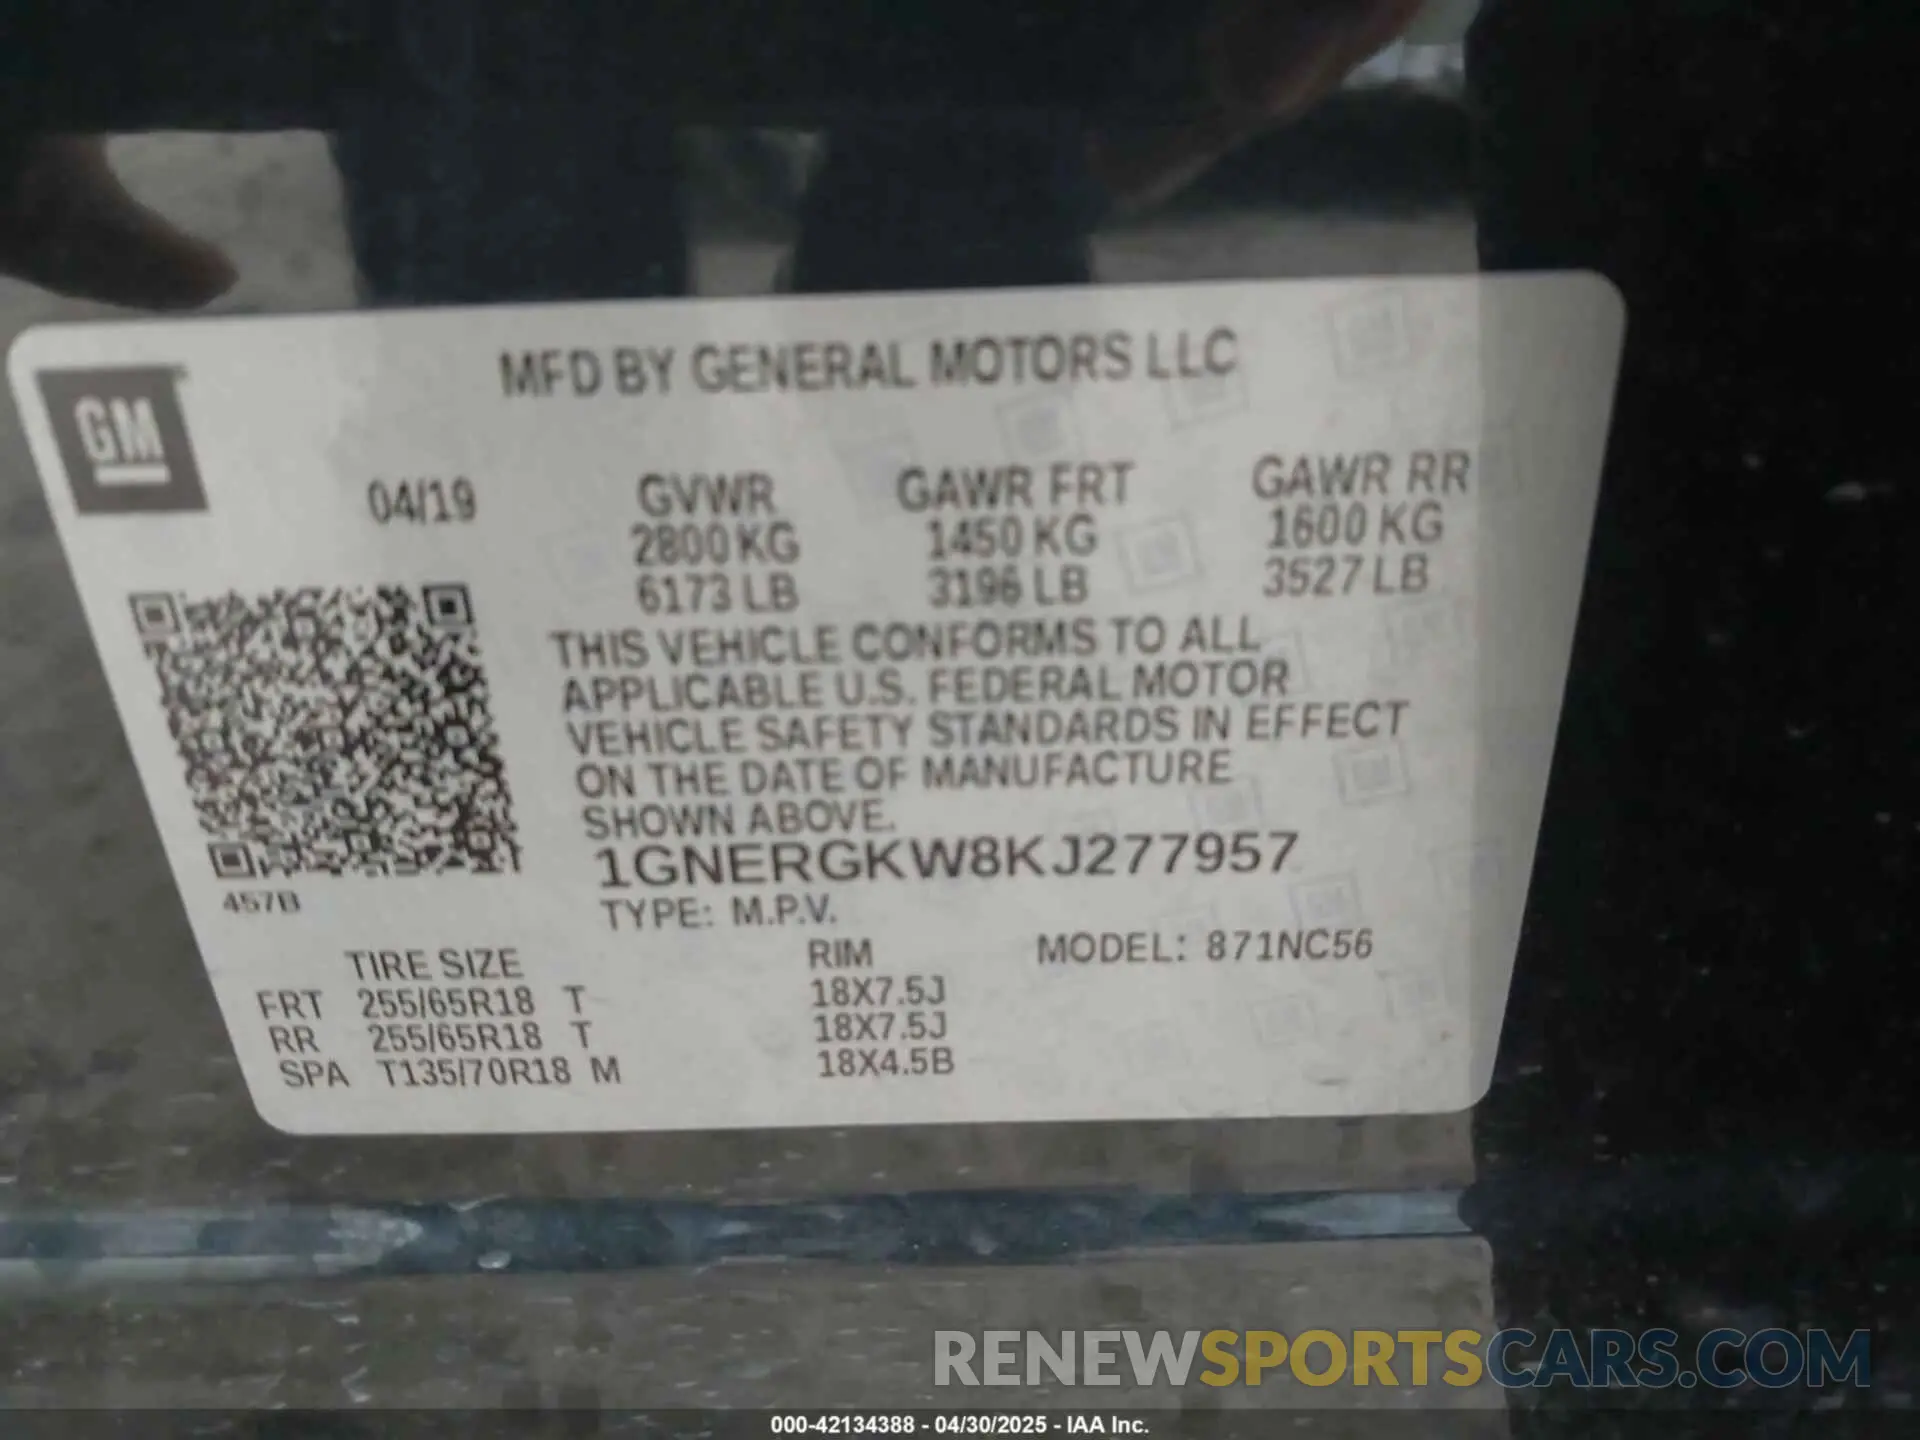 GM
MFD BY GENERAL MOTORS LLC
04/19 GVWR GAWR FRT GAWR RR
2800 KG 1450 KG 1600 KG
6173 LB 3196 LB 3527 LB
THIS VEHICLE CONFORMS TO ALL
APPLICABLE U.S. FEDERAL MOTOR
VEHICLE SAFETY STANDARDS IN EFFECT
ON THE DATE OF MANUFACTURE
SHOWN ABOVE.
1GNERGKW8KJ277957
457B
TYPE: M.P.V.
TIRE SIZE RIM MODEL: 871NC56
FRT 255/65R18 T 18X7.5J
RR 255/65R18 T 18X7.5J
SPA T135/70R18 M 18X4.5B
RENEWSPORTSCARS.COM
000-42134388 - 04/30/2025 - IAA Inc.